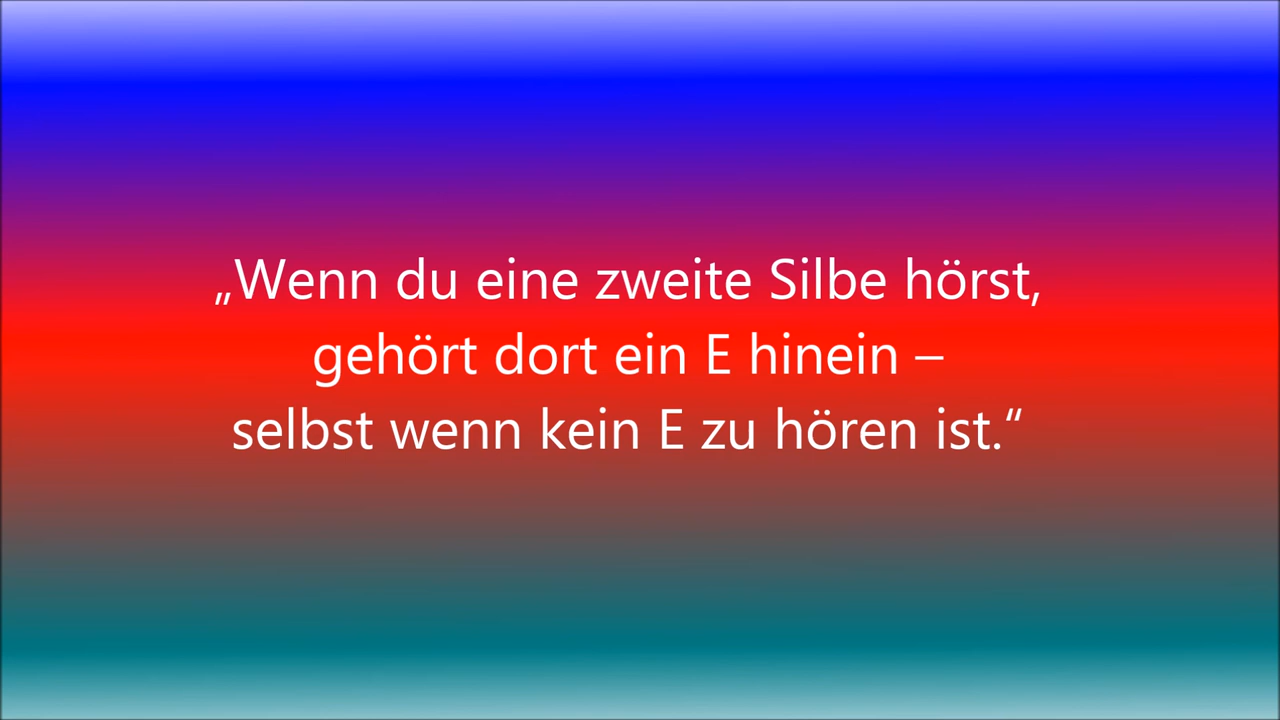 „Wenn du eine zweite Silbe hörst,
gehört dort ein E hinein –
selbst wenn kein E zu hören ist.“